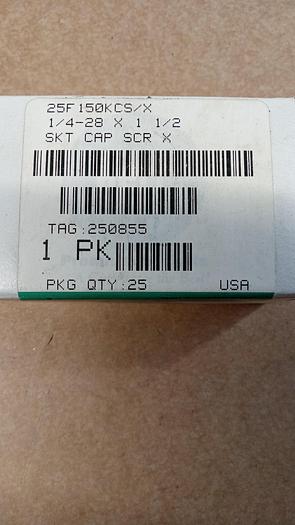 25F150KCS/X
1/4-28 X 1 1/2
SKT CAP SCR X
TAG:250855
1 PK
PKG QTY:25 USA